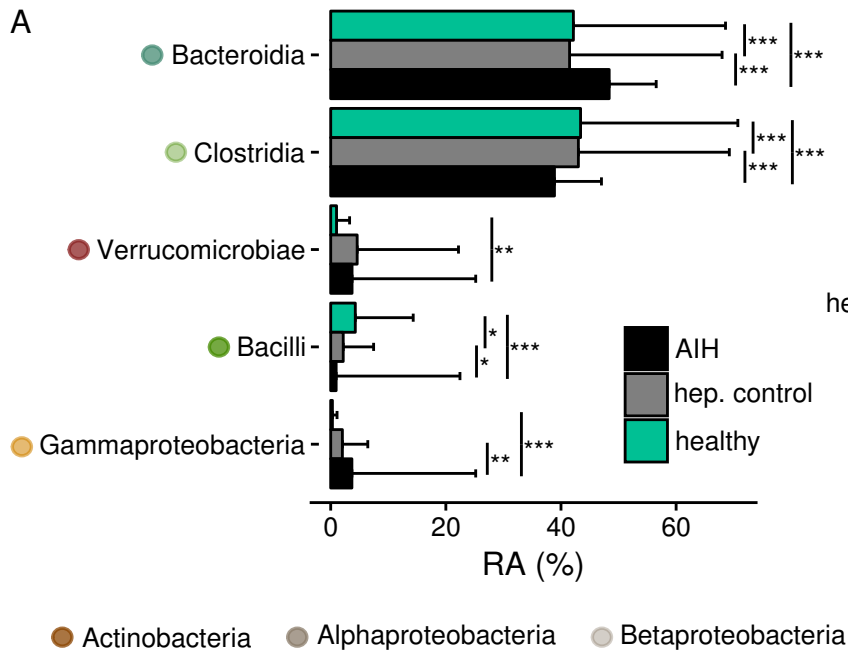 A
Bacteroidia
***
***
***
Clostridia
***
***
***
Verrucomicrobiae
**
he
Bacilli
*
*
***
AIH
hep. control
healthy
Gammaproteobacteria
***
**
0 20 40 60
RA (%)
Actinobacteria Alphaproteobacteria Betaproteobacteria